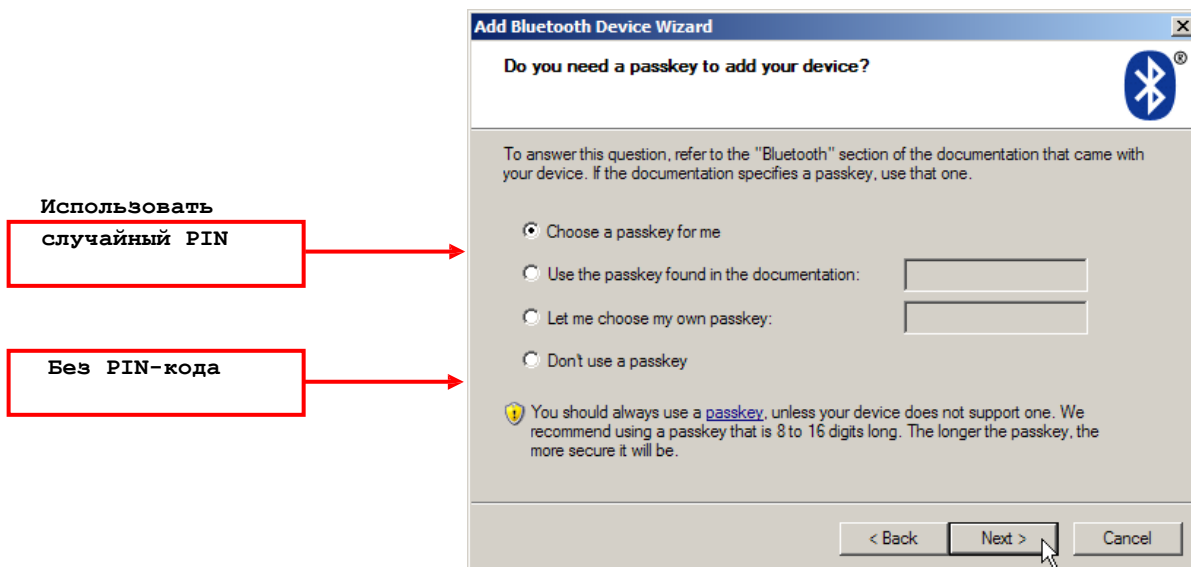 Add Bluetooth Device Wizard
Do you need a passkey to add your device?
®
To answer this question, refer to the "Bluetooth" section of the documentation that came with
your device. If the documentation specifies a passkey, use that one.
Использовать
случайный PIN
Choose a passkey for me
Use the passkey found in the documentation:
Let me choose my own passkey:
Без PIN-кода
Don't use a passkey
You should always use a passkey, unless your device does not support one. We
recommend using a passkey that is 8 to 16 digits long. The longer the passkey, the
more secure it will be.
< Back
Next >
Cancel